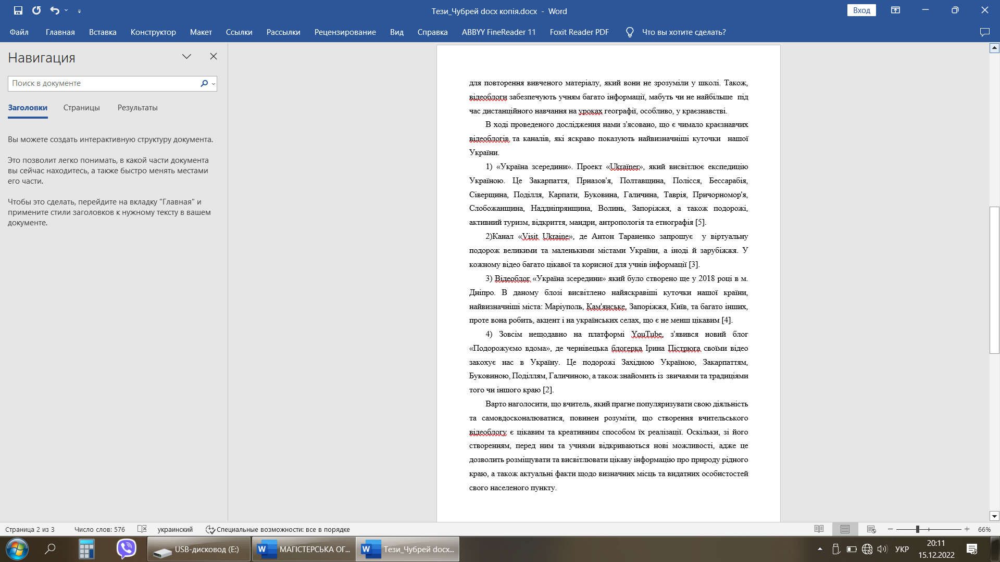 Тези_Чубрей docx копія.docx - Word
Вход
Файл Главная Вставка Конструктор Макет Ссылки Рассылки Рецензирование Вид Справка ABBYY FineReader 11 Foxit Reader PDF Что вы хотите сделать?
Навигация
Поиск в документе
Заголовки Страницы Результаты
Вы можете создать интерактивную структуру документа.
Это позволит легко понимать, в какой части документа
вы сейчас находитесь, а также быстро менять местами
его части.
Чтобы это сделать, перейдите на вкладку "Главная" и
примените стили заголовков к нужному тексту в вашем
документе.
для повторення вивченого матеріалу, який вони не зрозуміли у школі. Також,
відеоблоги забезпечують учням багато інформації, мабуть чи не найбільше під
час дистанційного навчання на уроках географії, особливо, у краєзнавстві.
В ході проведеного дослідження нами з'ясовано, що є чимало краєзнавчих
відеоблогів та каналів, які яскраво показують найвизначніші куточки нашої
України.
1) «Україна зсередини». Проект «Ukraїner», який висвітлює експедицію
Україною. Це Закарпаття, Приазов'я, Полтавщина, Полісся, Бессарабія,
Сіверщина, Поділля, Карпати, Буковина, Галичина, Таврія, Причорномор'я,
Слобожанщина, Наддніпрянщина, Волинь, Запоріжжя, а також подорожі,
активний туризм, відкриття, мандри, антропологія та етнографія [5].
2)Канал «Visit Ukraine», де Антон Тараненко запрошує у віртуальну
подорож великими та маленькими містами України, а іноді й зарубіжжя. У
кожному відео багато цікавої та корисної для учнів інформації [3].
3) Відеоблог «Україна зсередини» який було створено ще у 2018 році в м.
Дніпро. В даному блозі висвітлено найяскравіші куточки нашої країни,
найвизначніші міста: Маріуполь, Кам'янське, Запоріжжя, Київ, та багато інших,
проте вона робить, акцент і на українських селах, що є не менш цікавим [4].
4) Зовсім нещодавно на платформі YouTube, з'явився новий блог
«Подорожуємо вдома», де чернівецька блогерка Ірина Пістрюга своїми відео
закохує нас в Україну. Це подорожі Західною Україною, Закарпаттям,
Буковиною, Поділлям, Галичиною, а також знайомить із звичаями та традиціями
того чи іншого краю [2].
Варто наголосити, що вчитель, який прагне популяризувати свою діяльність
та самовдосконалюватися, повинен розуміти, що створення вчительського
відеоблогу є цікавим та креативним способом їх реалізації. Оскільки, зі його
створенням, перед ним та учнями відкриваються нові можливості, адже це
дозволить розміщувати та висвітлювати цікаву інформацію про природу рідного
краю, а також актуальні факти щодо визначних місць та видатних особистостей
свого населеного пункту.
Страница 2 из 3 Число слов: 576 украинский Специальные возможности: все в порядке 66%
USB-дисковод (E:) МАГІСТЕРСЬКА ОГ... Тези_Чубрей docx... УКР 20:11
15.12.2022